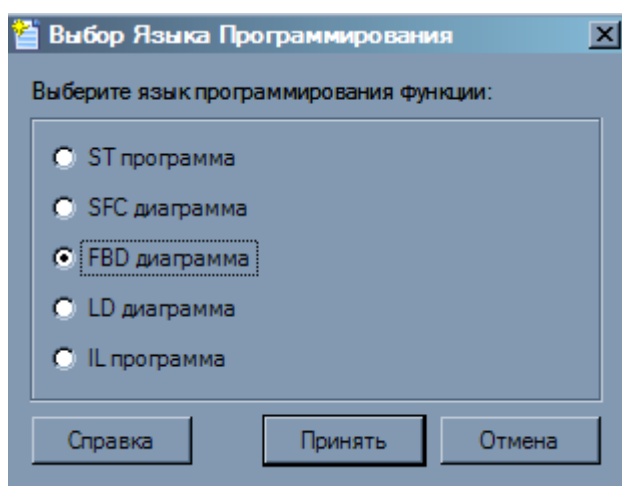 Выбор Языка Программирования
Выберите язык программирования функции:
ST программа
SFC диаграмма
FBD диаграмма
LD диаграмма
IL программа
Справка Принять Отмена